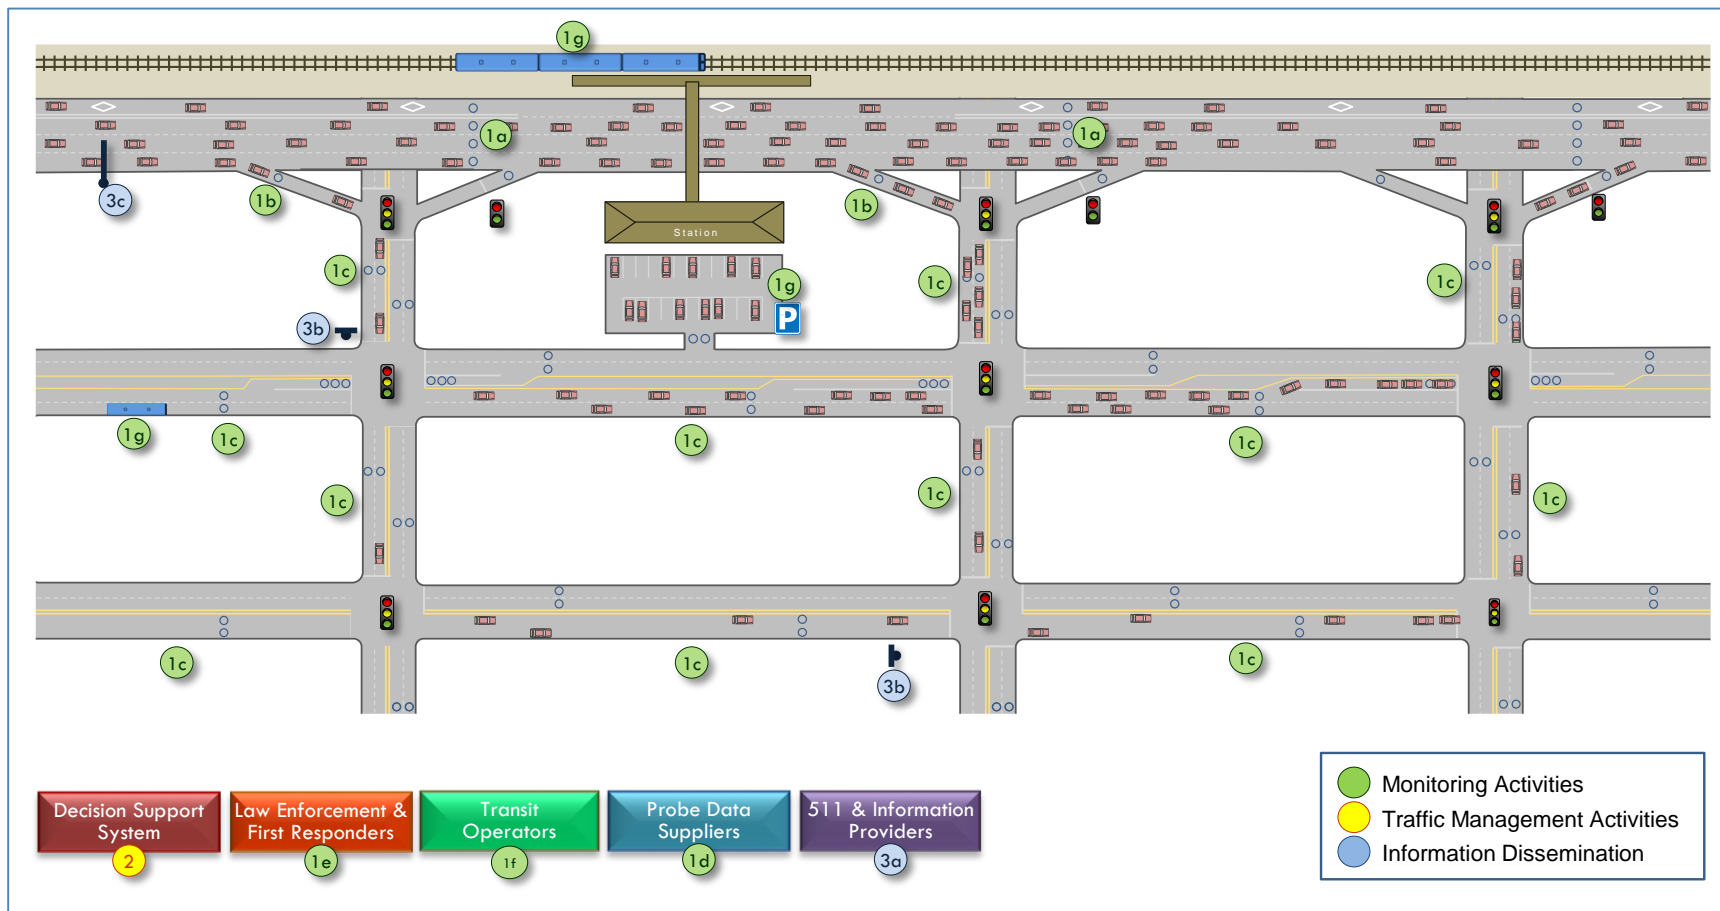 1g
1a
1a
3c
1b
1b
Station
1c
1g
1c
1c
P
3b
1g
1c
1c
1c
1c
1c
1c
1c
1c
1c
3b
Decision Support
System
2
Law Enforcement &
First Responders
1e
Transit
Operators
1f
Probe Data
Suppliers
1d
511 & Information
Providers
3a
Monitoring Activities
Traffic Management Activities
Information Dissemination